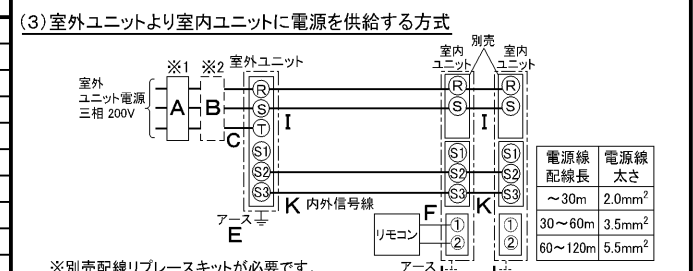 (3)室外ユニットより室内ユニットに電源を供給する方式
別売
※1 ※2 室外ユニット 室内ユニット 室内ユニット
室外
ユニット電源
三相 200V
A B C
R S T S1 S2 S3
I I
R S S1 S2 S3
R S S1 S2 S3
K 内外信号線 K
アース
E
F
リモコン
① ②
① ②
電源線配線長 電源線太さ
～30m 2.0mm²
30～60m 3.5mm²
60～120m 5.5mm²
※別売配線リプレースキットが必要です。
アース